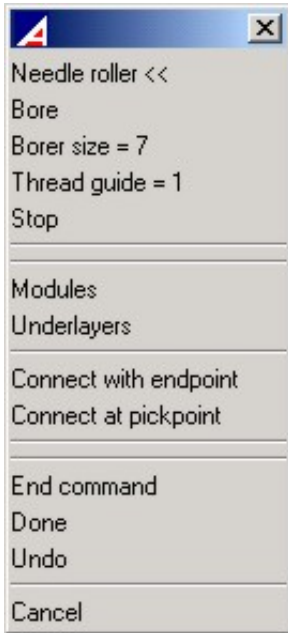 Needle roller <<
Bore
Borer size = 7
Thread guide = 1
Stop
Modules
Underlayers
Connect with endpoint
Connect at pickpoint
End command
Done
Undo
Cancel